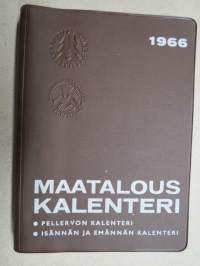 1966
MAATALOUS
KALENTERI
● PELLERVON KALENTERI
● ISÄNNÄN JA EMÄNNÄN KALENTERI